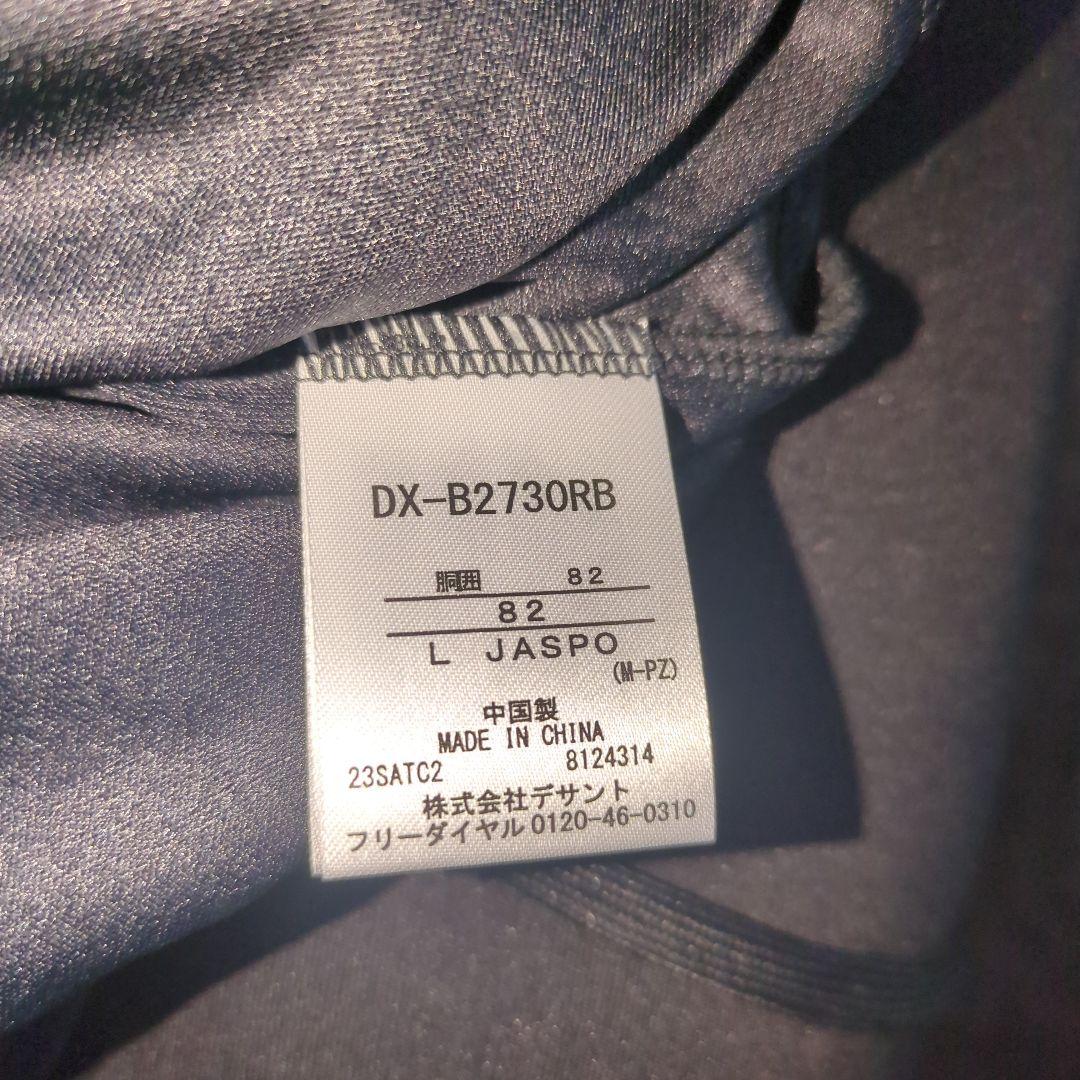 DX-B2730RB
胴囲 82
82
L JASPO
(M-PZ)
中国製
MADE IN CHINA
23SATC2 8124314
株式会社デサント
フリーダイヤル 0120-46-0310